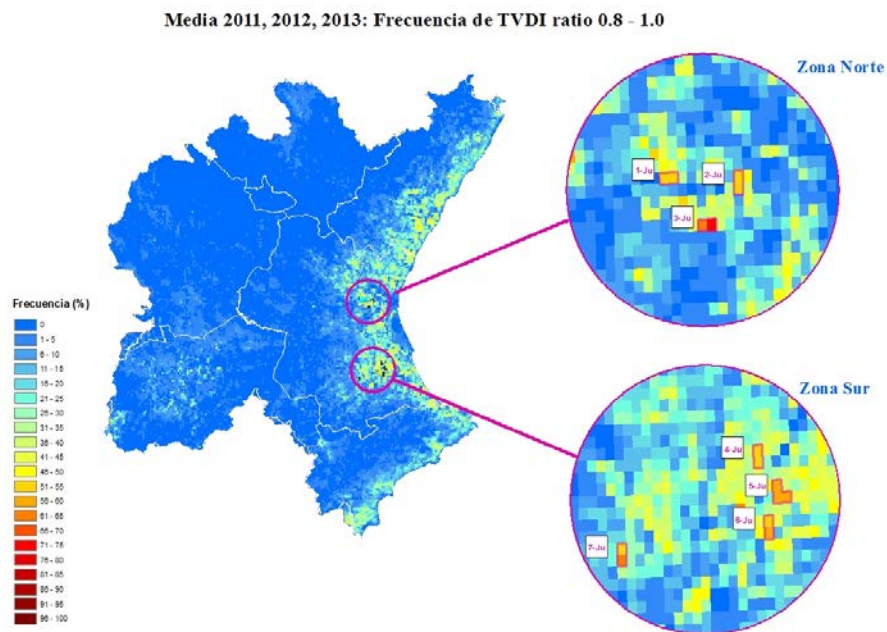 Media 2011, 2012, 2013: Frecuencia de TVDI ratio 0.8 - 1.0
Zona Norte
1-Ju
2-Ju
3-Ju
Frecuencia (%)
0
1 - 5
6 - 10
11 - 15
16 - 20
21 - 25
26 - 30
31 - 35
36 - 40
41 - 45
46 - 50
51 - 55
56 - 60
61 - 65
66 - 70
71 - 75
76 - 80
81 - 85
86 - 90
91 - 95
96 - 100
Zona Sur
4-Ju
5-Ju
6-Ju
7-Ju